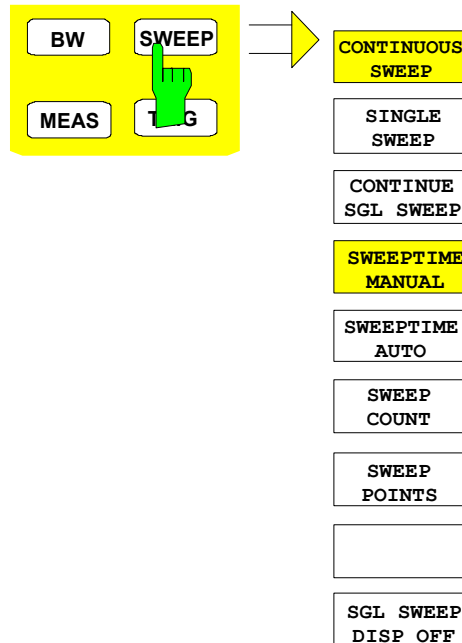 BW
SWEEP
MEAS
CONTINUOUS
SWEEP
SINGLE
SWEEP
CONTINUE
SGL SWEEP
SWEEPTIME
MANUAL
SWEEPTIME
AUTO
SWEEP
COUNT
SWEEP
POINTS
SGL SWEEP
DISP OFF